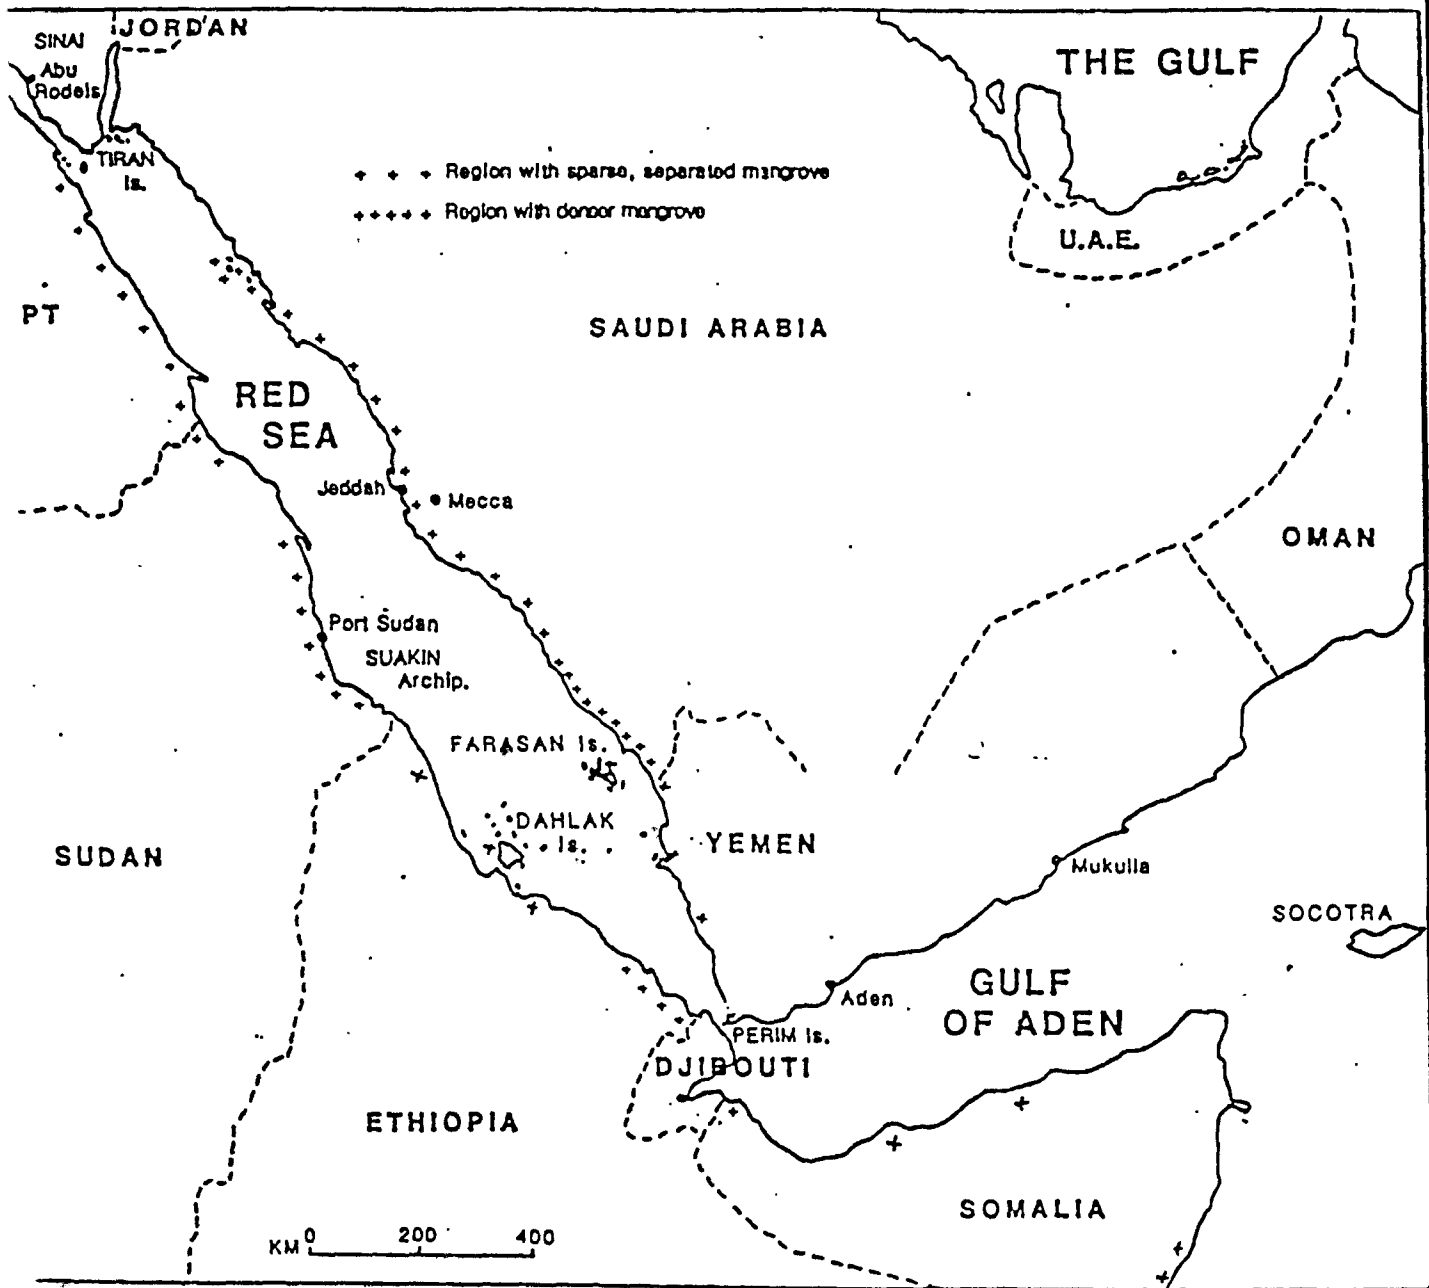 JORDAN
SINAI
Abu
Rodeis
TIRAN
Is.
THE GULF
+ + + Region with sparse, separated mangrove
+++++ Region with denser mangrove
U.A.E.
PT
SAUDI ARABIA
RED
SEA
Jeddah
Mecca
OMAN
Port Sudan
SUAKIN
Archip.
FARASAN Is.
DAHLAK
Is.
YEMEN
SUDAN
Mukulla
SOCOTRA
Aden
GULF
OF ADEN
PERIM Is.
DJIBOUTI
ETHIOPIA
SOMALIA
KM 0 200 400